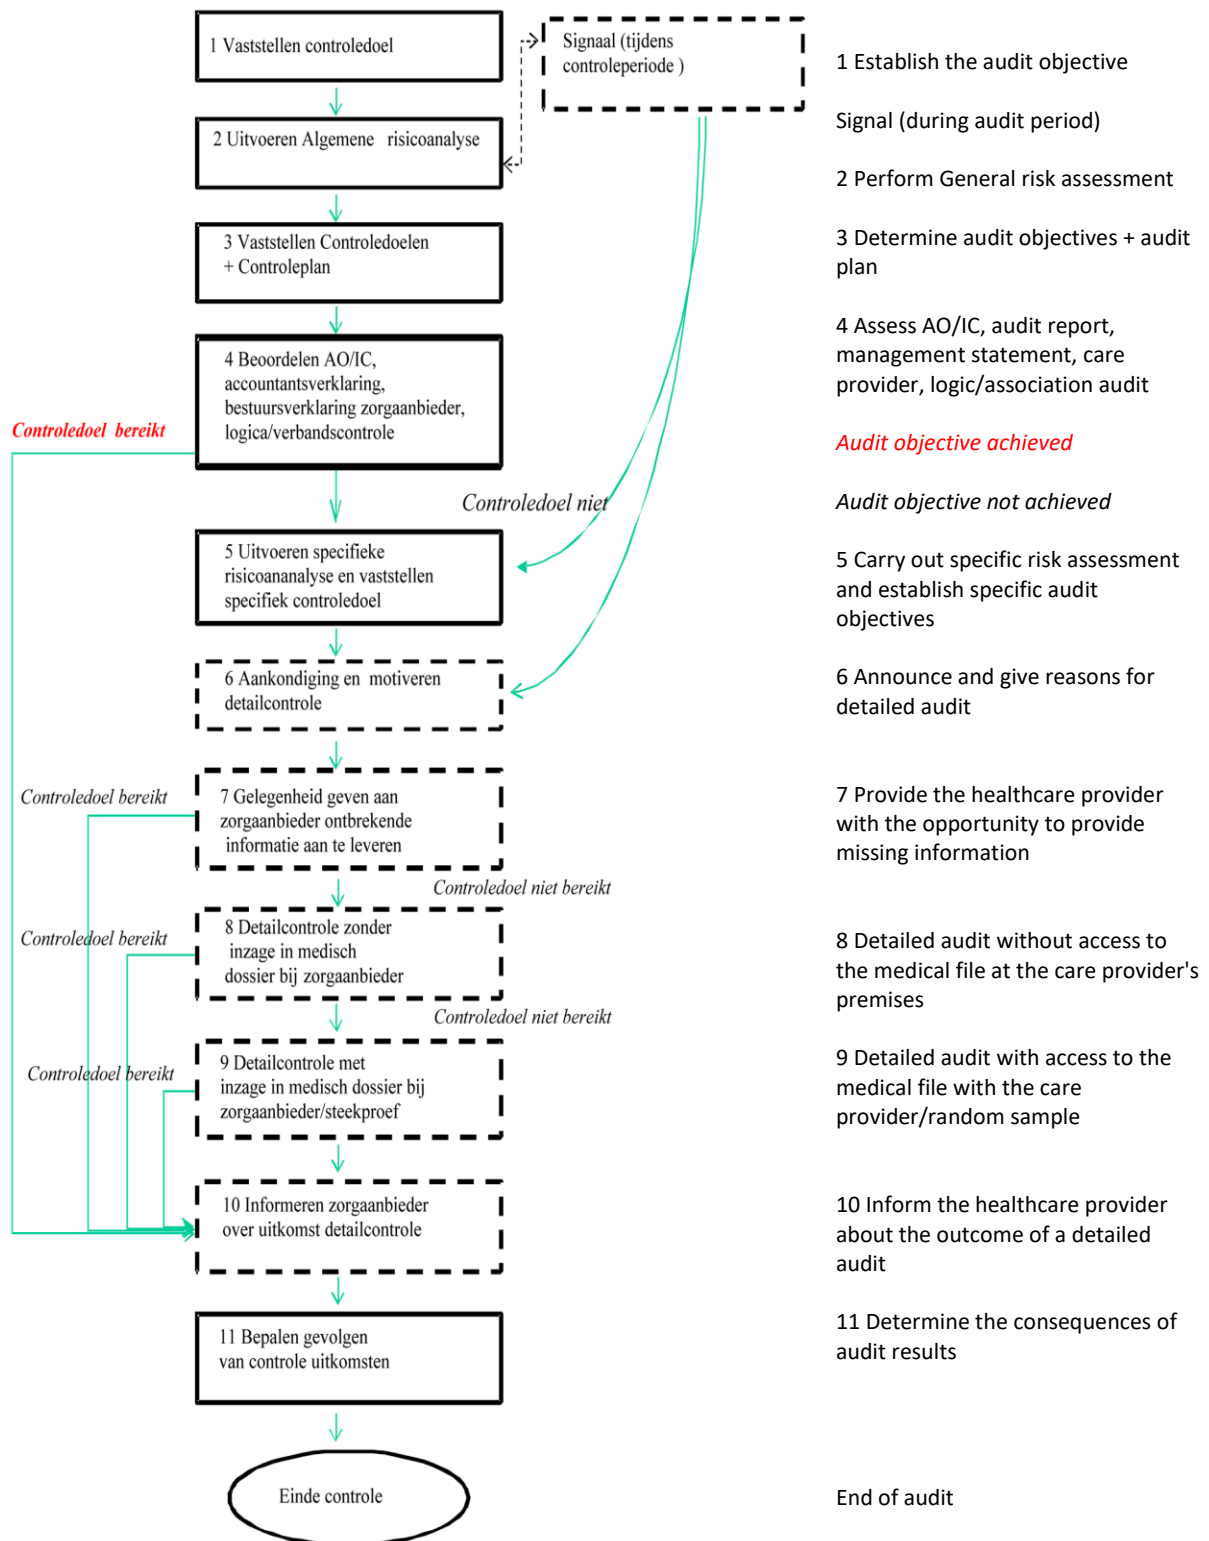 1 Vaststellen controledoel
Signaal (tijdens
controleperiode )
2 Uitvoeren Algemene risicoanalyse
3 Vaststellen Controledoelen
+ Controleplan
4 Beoordelen AO/IC,
accountantsverklaring,
bestuursverklaring zorgaanbieder,
logica/verbandscontrole
Controledoel bereikt
Controledoel niet
5 Uitvoeren specifieke
risicoananalyse en vaststellen
specifiek controledoel
6 Aankondiging en motiveren
detailcontrole
Controledoel bereikt
7 Gelegenheid geven aan
zorgaanbieder ontbrekende
informatie aan te leveren
Controledoel niet bereikt
Controledoel bereikt
8 Detailcontrole zonder
inzage in medisch
dossier bij zorgaanbieder
Controledoel niet bereikt
Controledoel bereikt
9 Detailcontrole met
inzage in medisch dossier bij
zorgaanbieder/steekproef
10 Informeren zorgaanbieder
over uitkomst detailcontrole
11 Bepalen gevolgen
van controle uitkomsten
Einde controle
1 Establish the audit objective
Signal (during audit period)
2 Perform General risk assessment
3 Determine audit objectives + audit
plan
4 Assess AO/IC, audit report,
management statement, care
provider, logic/association audit
Audit objective achieved
Audit objective not achieved
5 Carry out specific risk assessment
and establish specific audit
objectives
6 Announce and give reasons for
detailed audit
7 Provide the healthcare provider
with the opportunity to provide
missing information
8 Detailed audit without access to
the medical file at the care provider's
premises
9 Detailed audit with access to the
medical file with the care
provider/random sample
10 Inform the healthcare provider
about the outcome of a detailed
audit
11 Determine the consequences of
audit results
End of audit